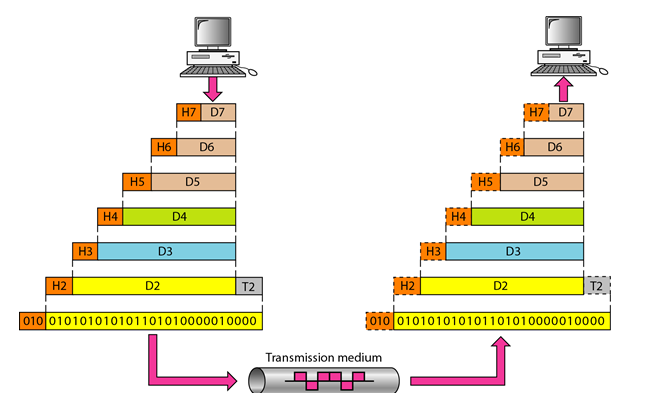 H7 D7 H7 D7
H6 D6 H6 D6
H5 D5 H5 D5
H4 D4 H4 D4
H3 D3 H3 D3
H2 D2 T2 H2 D2 T2
010 010101010101101010000010000 010 010101010101101010000010000
Transmission medium